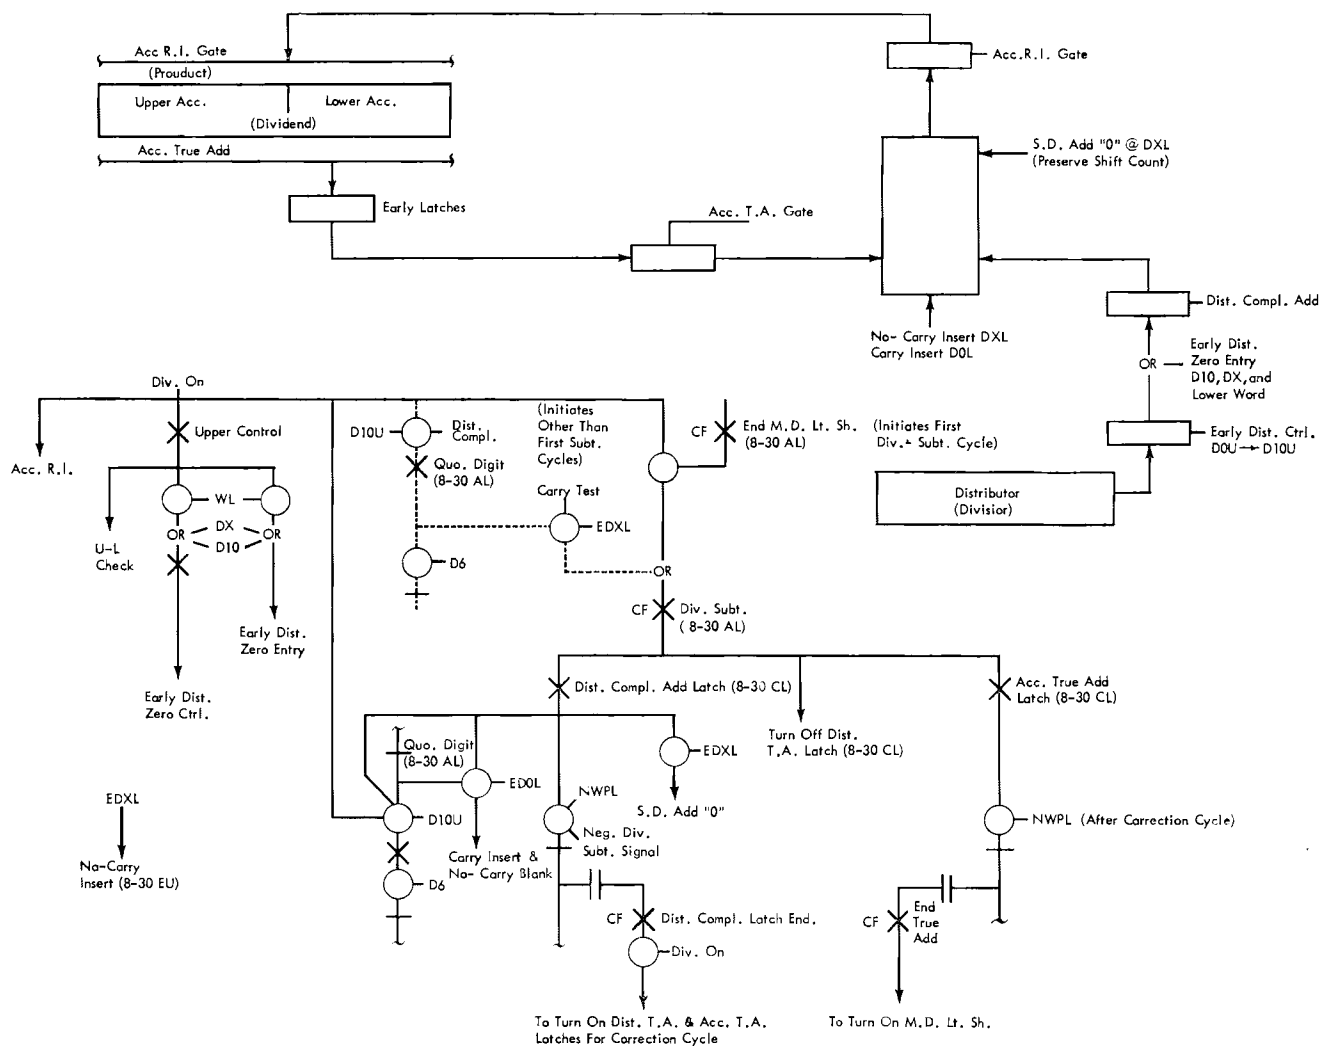 Acc R.I. Gate
(Prouduct)
Upper Acc.
Lower Acc.
(Dividend)
Acc. True Add
Early Latches
Acc. T.A. Gate
Acc.R.I. Gate
S.D. Add "0" @ DXL
(Preserve Shift Count)
Dist. Compl. Add
No- Carry Insert DXL
Carry Insert D0L
OR
Early Dist.
Zero Entry
D10, DX, and
Lower Word
Early Dist. Ctrl.
D0U → D10U
Distributor
(Divisior)
Div. On
Upper Control
Acc. R.I.
D10U
Dist.
Compl.
(Initiates
Other Than
First Subt.
Cycles)
CF
End M.D. Lt. Sh.
(8-30 AL)
(Initiates First
Div.- Subt. Cycle)
Quo. Digit
(8-30 AL)
Carry Test
EDXL
WL
OR
DX
D10
OR
U-L
Check
D6
OR
Early Dist.
Zero Entry
CF
Div. Subt.
( 8-30 AL)
Early Dist.
Zero Ctrl.
Dist. Compl. Add Latch (8-30 CL)
Acc. True Add
Latch (8-30 CL)
Turn Off Dist.
T.A. Latch (8-30 CL)
Quo. Digit
(8-30 AL)
ED0L
EDXL
S.D. Add "0"
EDXL
Na-Carry
Insert (8-30 EU)
D10U
NWPL
Neg. Div.
Subt. Signal
NWPL (After Carrection Cycle)
Carry Insert &
No- Carry Blank
D6
CF
Dist. Compl. Latch End.
Div. On
CF
End
True
Add
To Turn On Dist. T.A. & Acc. T.A.
Latches For Correction Cycle
To Turn On M.D. Lt. Sh.